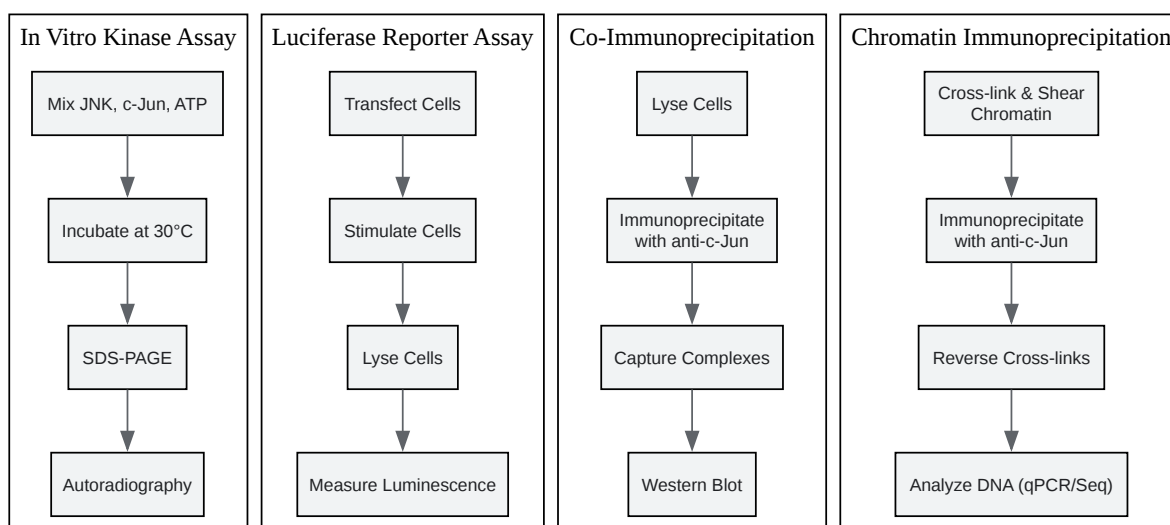 In Vitro Kinase Assay
Mix JNK, c-Jun, ATP
Incubate at 30°C
SDS-PAGE
Autoradiography
Luciferase Reporter Assay
Transfect Cells
Stimulate Cells
Lyse Cells
Measure Luminescence
Co-Immunoprecipitation
Lyse Cells
Immunoprecipitate
with anti-c-Jun
Capture Complexes
Western Blot
Chromatin Immunoprecipitation
Cross-link & Shear
Chromatin
Immunoprecipitate
with anti-c-Jun
Reverse Cross-links
Analyze DNA (qPCR/Seq)